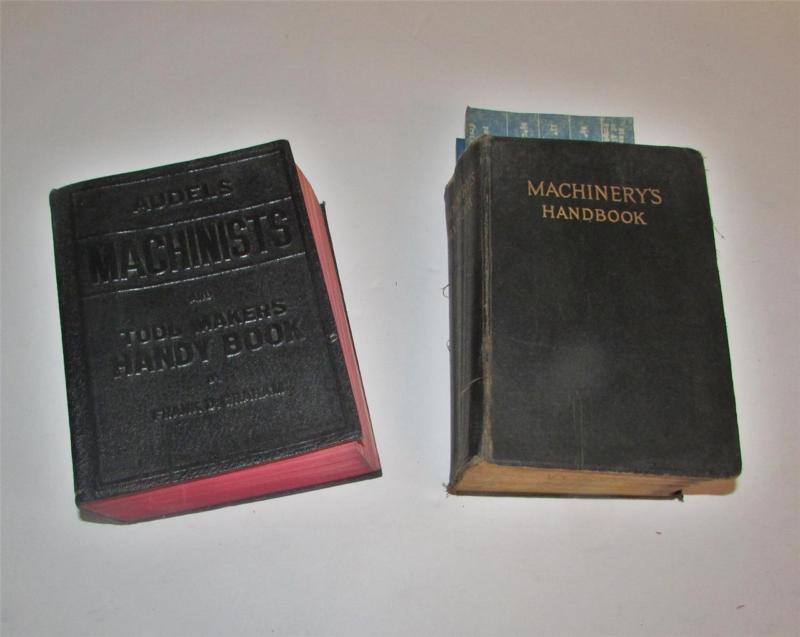 AUDELS
MACHINISTS
AND
TOOL MAKERS
HANDY BOOK
BY
FRANK D. GRAHAM
MACHINERY'S
HANDBOOK